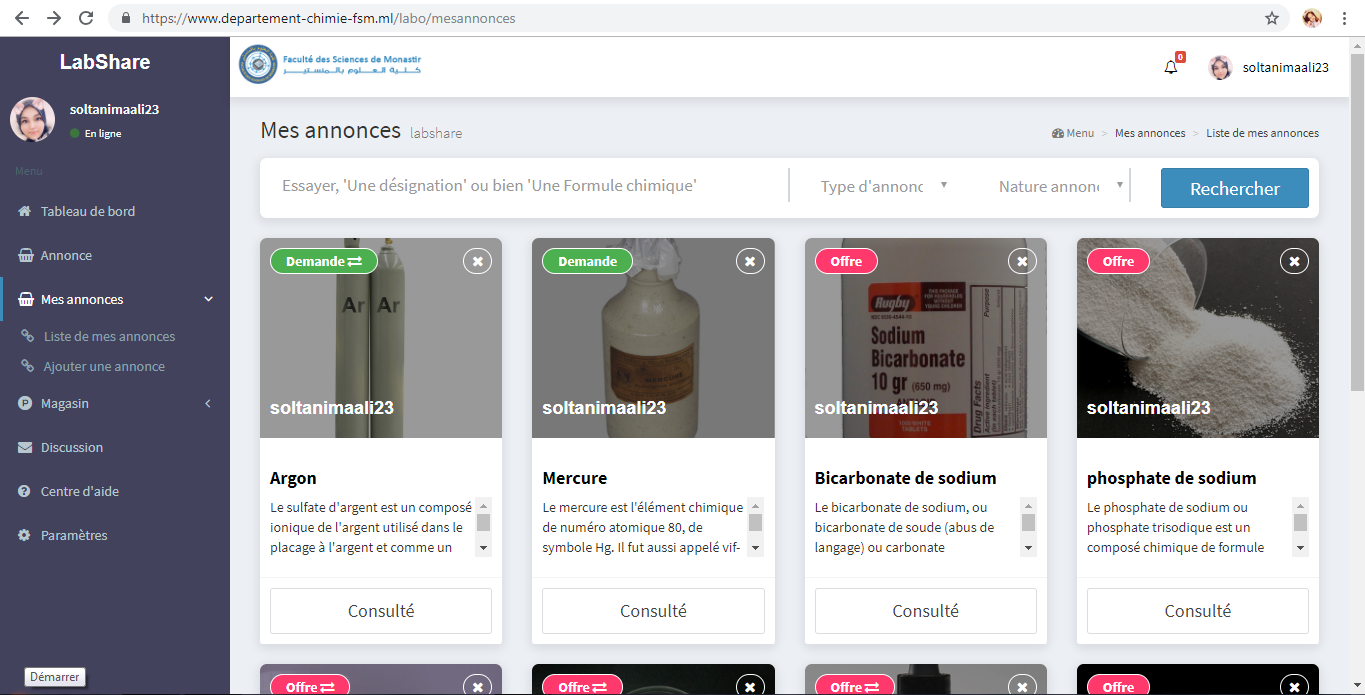 https://www.departement-chimie-fsm.ml/labo/mesannonces
LabShare
soltanimaali23
En ligne
Menu
Tableau de bord
Annonce
Mes annonces
Liste de mes annonces
Ajouter une annonce
Magasin
Discussion
Centre d'aide
Paramètres
Démarrer
Faculté des Sciences de Monastir
كلية العلوم بالمنستير
0
soltanimaali23
Mes annonces labshare
Menu > Mes annonces > Liste de mes annonces
Essayer, 'Une désignation' ou bien 'Une Formule chimique'
Type d'annonc
Nature annon
Rechercher
Demande
Ar Ar
soltanimaali23
Argon
Le sulfate d'argent est un composé
ionique de l'argent utilisé dans le
placage à l'argent et comme un
Consulté
Demande
MERCURE
soltanimaali23
Mercure
Le mercure est l'élément chimique
de numéro atomique 80, de
symbole Hg. Il fut aussi appelé vif-
Consulté
Offre
Rugby
Sodium
Bicarbonate
10 gr (650 mg)
ANTACID
1000 WHITE
TABLETS
Drug Facts
Purpose
soltanimaali23
Bicarbonate de sodium
Le bicarbonate de sodium, ou
bicarbonate de soude (abus de
langage) ou carbonate
Consulté
Offre
soltanimaali23
phosphate de sodium
Le phosphate de sodium ou
phosphate trisodique est un
composé chimique de formule
Consulté
Offre
Offre
Offre
Offre